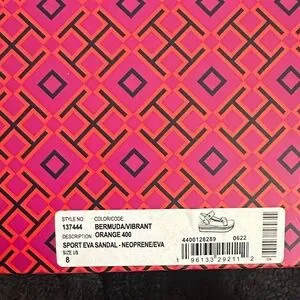 STYLE NO. COLOR/CODE.
137444 BERMUDA/VIBRANT
DESCRIPTION ORANGE 400
SPORT EVA SANDAL - NEOPRENE/EVA
SIZE US
8
4400128289 0622
1 96133 29211 2